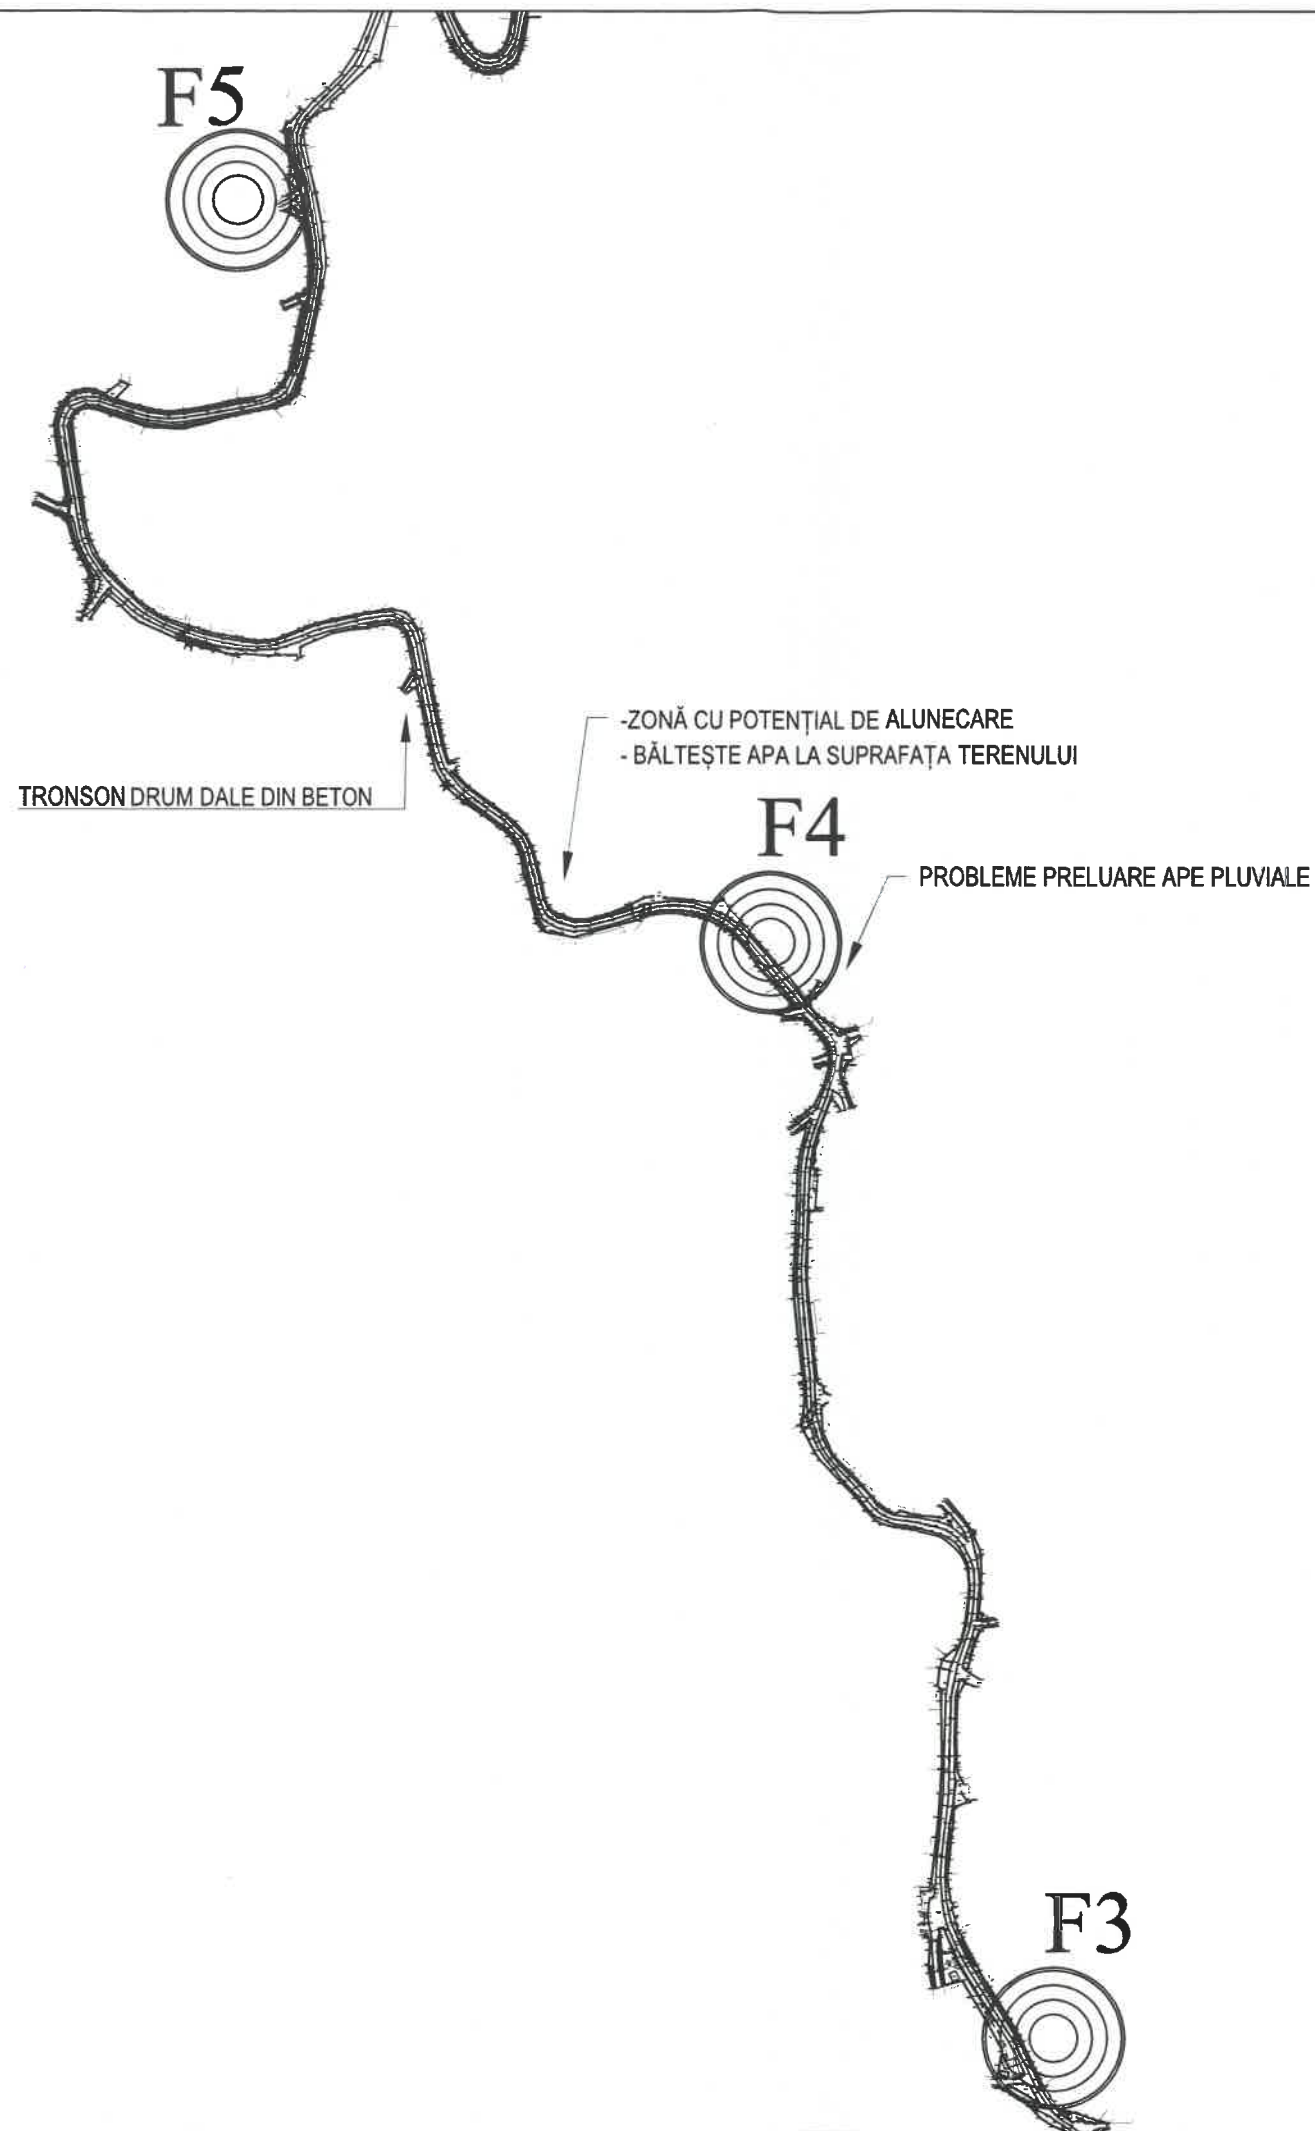 F5
-ZONĂ CU POTENȚIAL DE ALUNECARE
- BĂLTEȘTE APA LA SUPRAFAȚA TERENULUI
TRONSON DRUM DALE DIN BETON
F4
PROBLEME PRELUARE APE PLUVIALE
F3